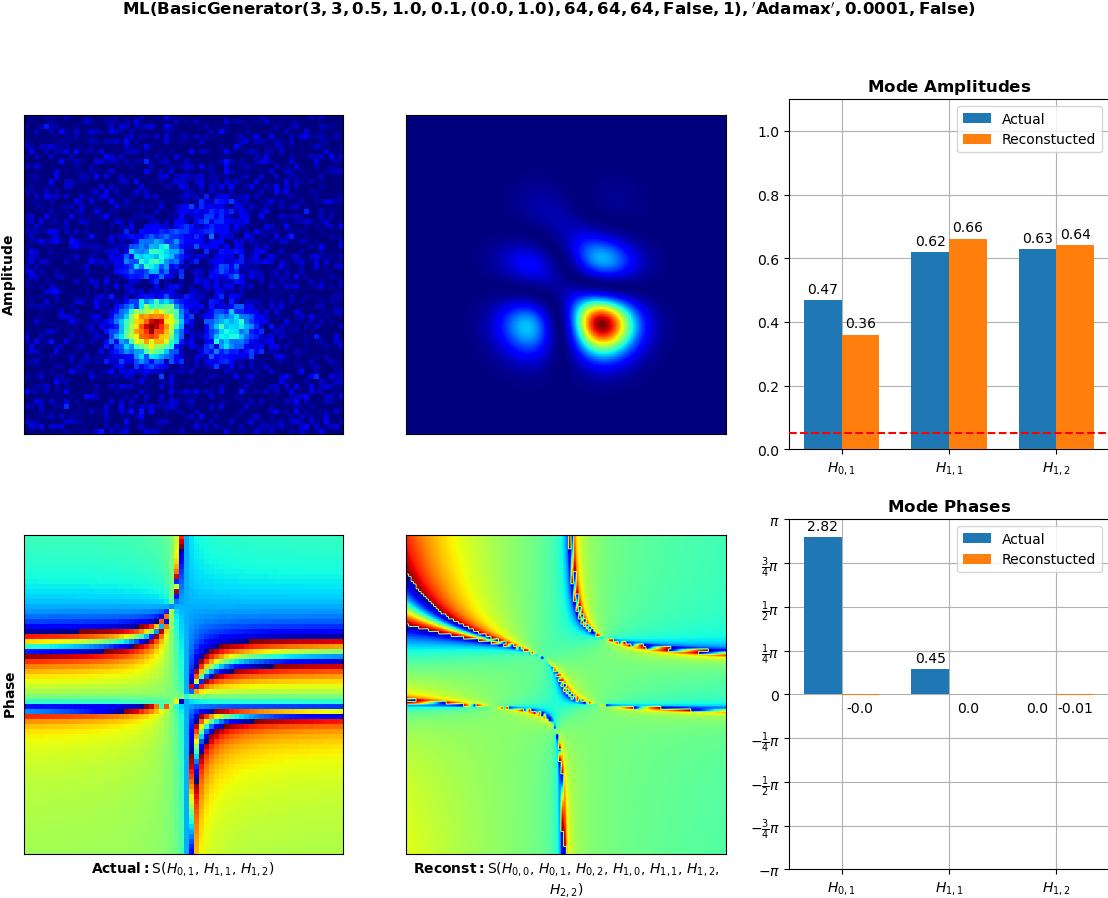 ML(BasicGenerator(3, 3, 0.5, 1.0, 0.1, (0.0, 1.0), 64, 64, 64, False, 1), ′Adamax′, 0.0001, False)
Amplitude
Mode Amplitudes
Actual
Reconstucted
1.0
0.8
0.6
0.4
0.2
0.0
0.47
0.36
0.62
0.66
0.63
0.64
H0,1
H1,1
H1,2
Phase
Actual: S(H0,1, H1,1, H1,2)
Reconst: S(H0,0, H0,1, H0,2, H1,0, H1,1, H1,2,
H2,2)
Mode Phases
Actual
Reconstucted
π
3/4π
1/2π
1/4π
0
−1/4π
−1/2π
−3/4π
−π
2.82
-0.0
0.45
0.0
0.0
-0.01
H0,1
H1,1
H1,2